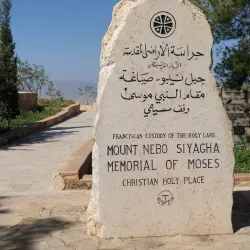 حراسة الأراضي المقدسة
جبل نيبو - صياغة
مقام النبي موسى
وقف مسيحي
FRANCISCAN CUSTODY OF THE HOLY LAND
MOUNT NEBO SIYAGHA
MEMORIAL OF MOSES
CHRISTIAN HOLY PLACE